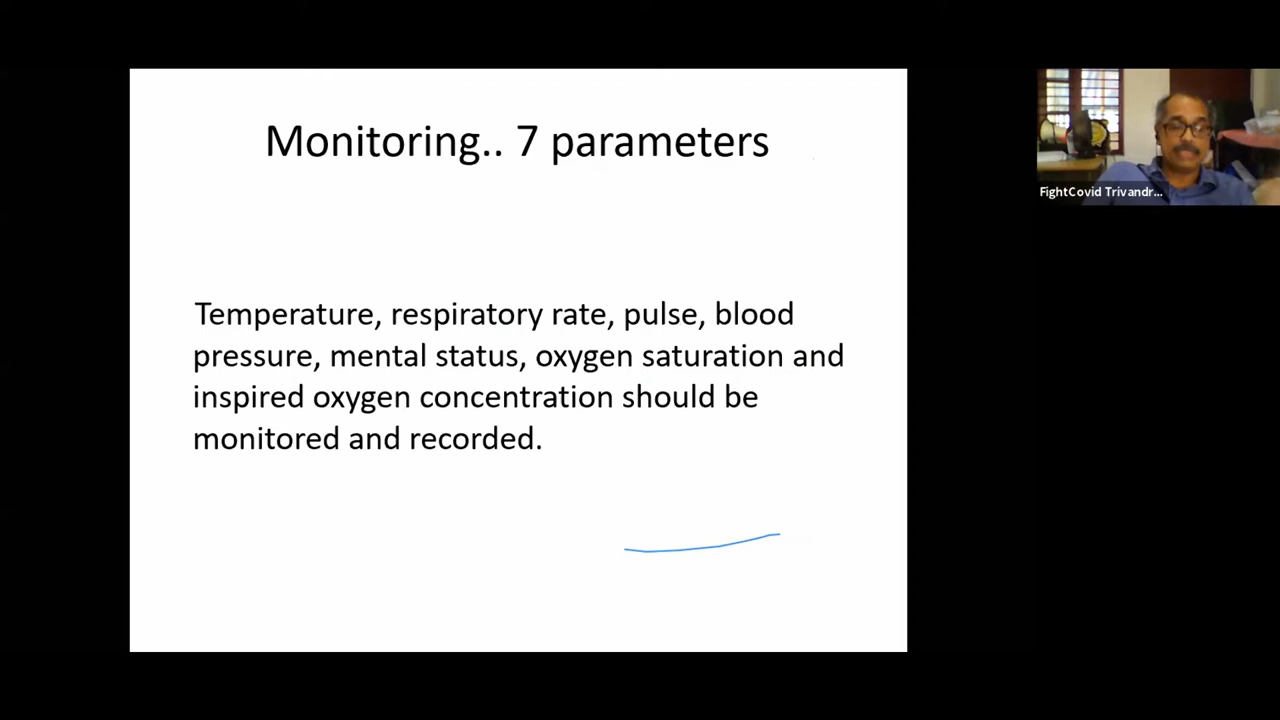 Monitoring.. 7 parameters
Temperature, respiratory rate, pulse, blood
pressure, mental status, oxygen saturation and
inspired oxygen concentration should be
monitored and recorded.
FightCovid Trivandr...